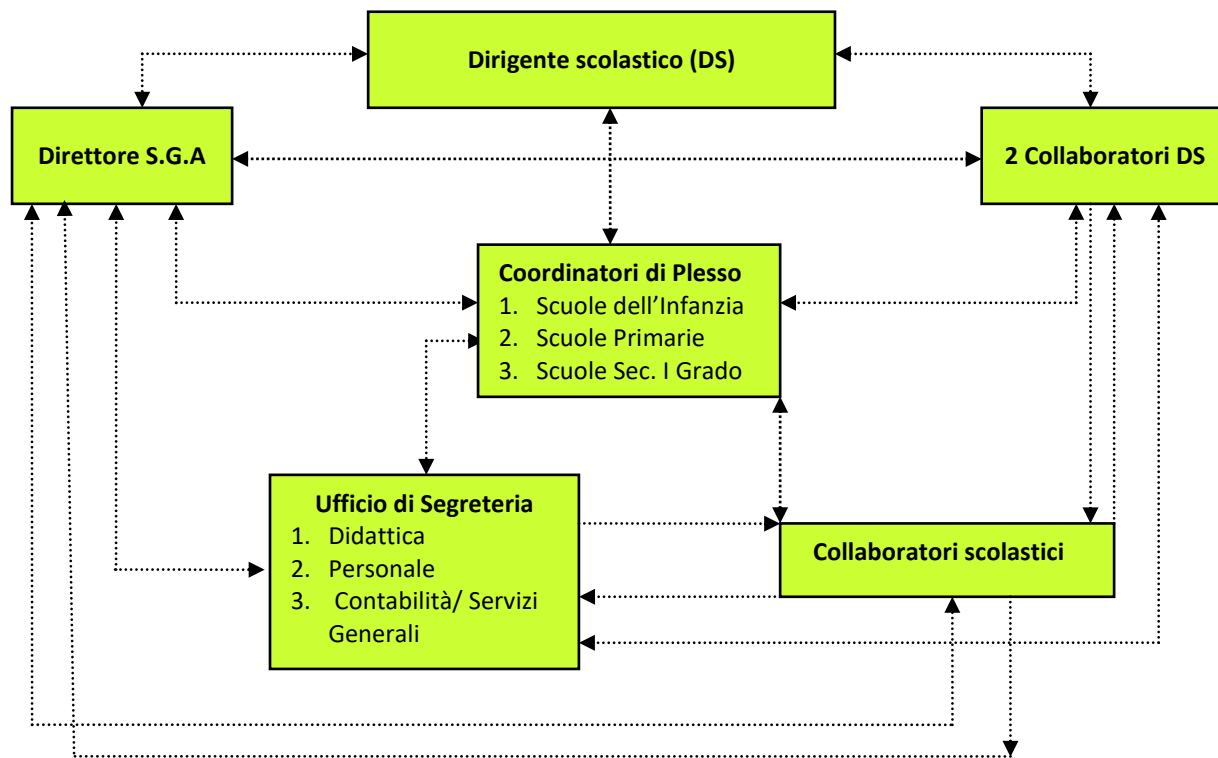 Dirigente scolastico (DS)
Direttore S.G.A
2 Collaboratori DS
Coordinatori di Plesso
1. Scuole dell’Infanzia
2. Scuole Primarie
3. Scuole Sec. I Grado
Ufficio di Segreteria
1. Didattica
2. Personale
3. Contabilità/ Servizi
Generali
Collaboratori scolastici